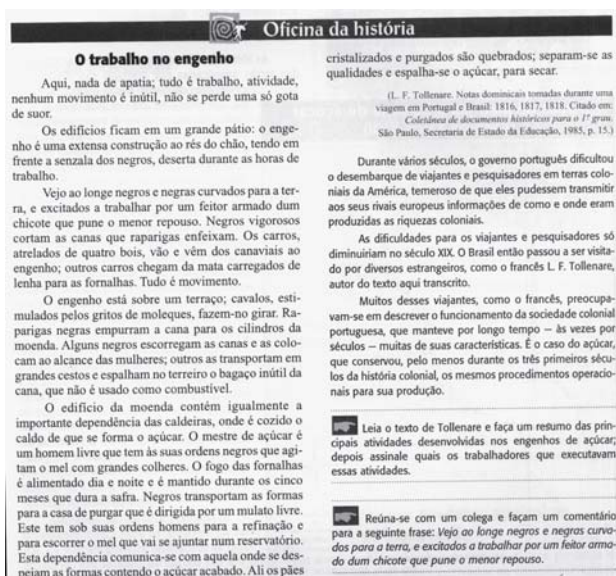 Oficina da história
O trabalho no engenho
Aqui, nada de apatia; tudo é trabalho, atividade,
nenhum movimento é inútil, não se perde uma só gota
de suor.
Os edifícios ficam em um grande pátio: o enge-
nho é uma extensa construção ao rés do chão, tendo em
frente a senzala dos negros, deserta durante as horas de
trabalho.
Vejo ao longe negros e negras curvados para a ter-
ra, e excitados a trabalhar por um feitor armado dum
chicote que pune o menor repouso. Negros vigorosos
cortam as canas que raparigas enfeixam. Os carros,
atrelados de quatro bois, vão e vêm dos canaviais ao
engenho; outros carros chegam da mata carregados de
lenha para as fornalhas. Tudo é movimento.
O engenho está sobre um terraço; cavalos, esti-
mulados pelos gritos de moleques, fazem-no girar. Ra-
parigas negras empurram a cana para os cilindros da
moenda. Alguns negros escorregam as canas e as colo-
cam ao alcance das mulheres; outros as transportam em
grandes cestos e espalham no terreiro o bagaço inútil da
cana, que não é usado como combustível.
O edifício da moenda contém igualmente a
importante dependência das caldeiras, onde é cozido o
caldo de que se forma o açúcar. O mestre de açúcar é
um homem livre que tem às suas ordens negros que agi-
tam o mel com grandes colheres. O fogo das fornalhas
é alimentado dia e noite e é mantido durante os cinco
meses que dura a safra. Negros transportam as formas
para a casa de purgar que é dirigida por um mulato livre.
Este tem sob suas ordens homens para a refinação e
para escorrer o mel que vai se ajuntar num reservatório.
Esta dependência comunica-se com aquela onde se des-
pejam as formas contendo o açúcar acabado. Ali os pães
cristalizados e purgados são quebrados; separam-se as
qualidades e espalha-se o açúcar, para secar.
(L. F. Tollenare. Notas dominicais tomadas durante uma
viagem em Portugal e Brasil: 1816, 1817, 1818. Citado em:
Coletânea de documentos históricos para o 1º grau.
São Paulo, Secretaria de Estado da Educação, 1985, p. 15.)
Durante vários séculos, o governo português dificultou
o desembarque de viajantes e pesquisadores em terras colo-
niais da América, temeroso de que eles pudessem transmitir
aos seus rivais europeus informações de como e onde eram
produzidas as riquezas coloniais.
As dificuldades para os viajantes e pesquisadores só
diminuiriam no século XIX. O Brasil então passou a ser visita-
do por diversos estrangeiros, como o francês L. F. Tollenare,
autor do texto aqui transcrito.
Muitos desses viajantes, como o francês, preocupa-
vam-se em descrever o funcionamento da sociedade colonial
portuguesa, que manteve por longo tempo – às vezes por
séculos – muitas de suas características. É o caso do açúcar,
que conservou, pelo menos durante os três primeiros sécu-
los da história colonial, os mesmos procedimentos operacio-
nais para sua produção.
Leia o texto de Tollenare e faça um resumo das prin-
cipais atividades desenvolvidas nos engenhos de açúcar;
depois assinale quais os trabalhadores que executavam
essas atividades.
Reúna-se com um colega e façam um comentário
para a seguinte frase: Vejo ao longe negros e negras curva-
dos para a terra, e excitados a trabalhar por um feitor arma-
do dum chicote que pune o menor repouso.